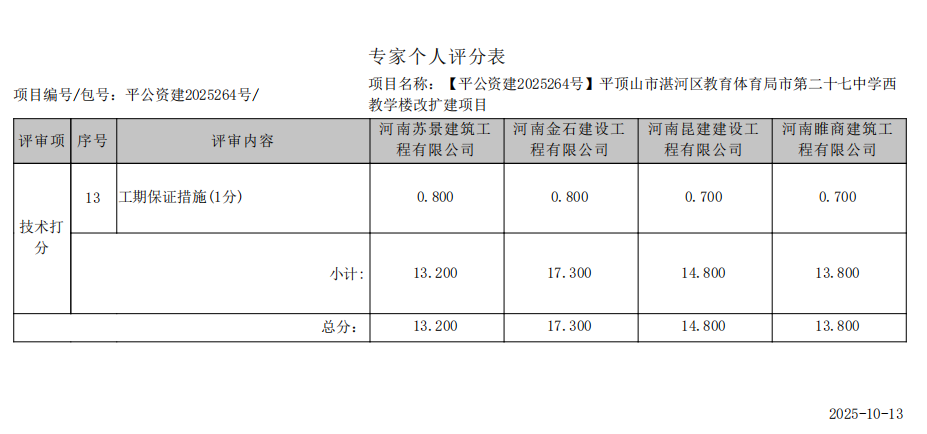 专家个人评分表
项目编号/包号：平公资建2025264号/
项目名称：【平公资建2025264号】平顶山市湛河区教育体育局市第二十七中学西
教学楼改扩建项目
评审项 序号 评审内容 河南苏景建筑工程有限公司 河南金石建设工程有限公司 河南昆建建设工程有限公司 河南睢商建筑工程有限公司
技术打分 13 工期保证措施(1分) 0.800 0.800 0.700 0.700
小计: 13.200 17.300 14.800 13.800
总分: 13.200 17.300 14.800 13.800
2025-10-13